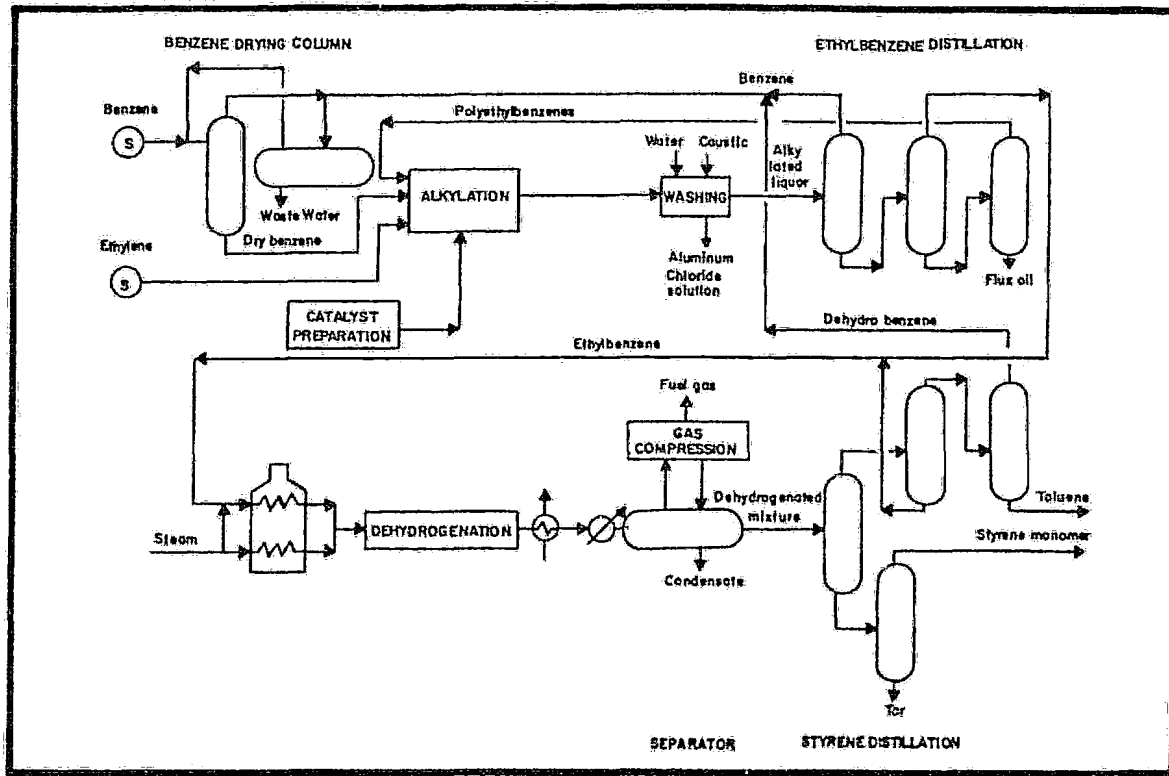 BENZENE DRYING COLUMN
ETHYLBENZENE DISTILLATION
Benzene
Benzene
Polyethylbenzenes
S
Water
Caustic
Alky
lated
liquor
ALKYLATION
WASHING
Waste Water
Dry benzene
Ethylene
S
Aluminum
Chloride
solution
Flux oil
CATALYST
PREPARATION
Dehydro benzene
Ethylbenzene
Fuel gas
GAS
COMPRESSION
Dehydrogenated
mixture
Toluene
Steam
DEHYDROGENATION
Styrene monomer
Condensate
Tar
SEPARATOR
STYRENE DISTILLATION